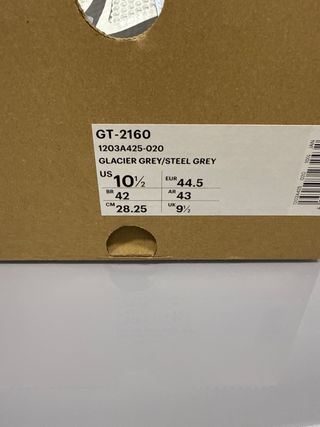 GT-2160
1203A425-020
GLACIER GREY/STEEL GREY
US 10½ EUR 44.5
BR 42 AR 43
CM 28.25 UK 9½